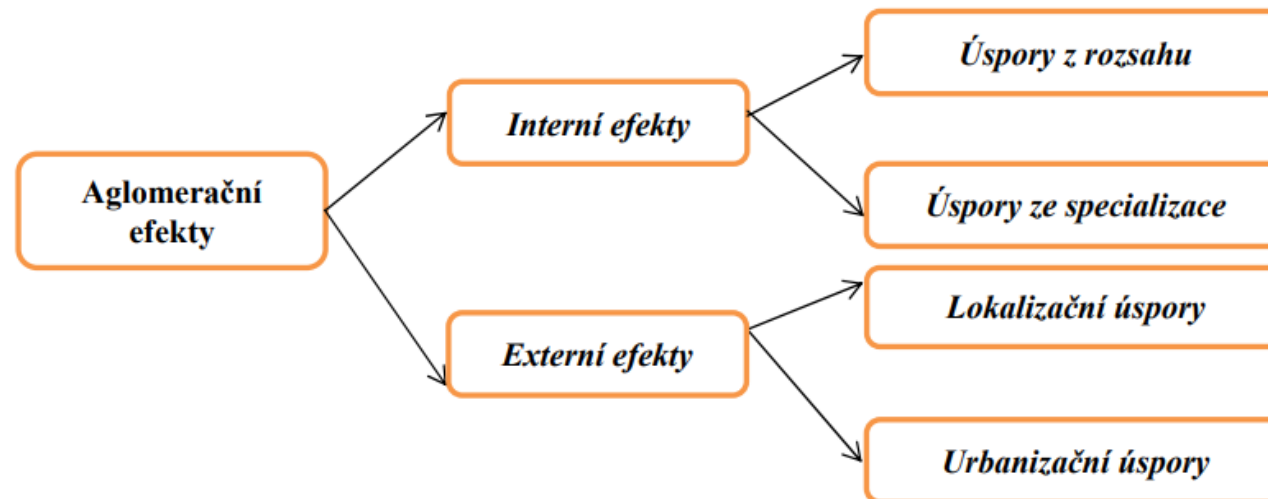 Aglomerační
efekty
Interní efekty
Externí efekty
Úspory z rozsahu
Úspory ze specializace
Lokalizační úspory
Urbanizační úspory